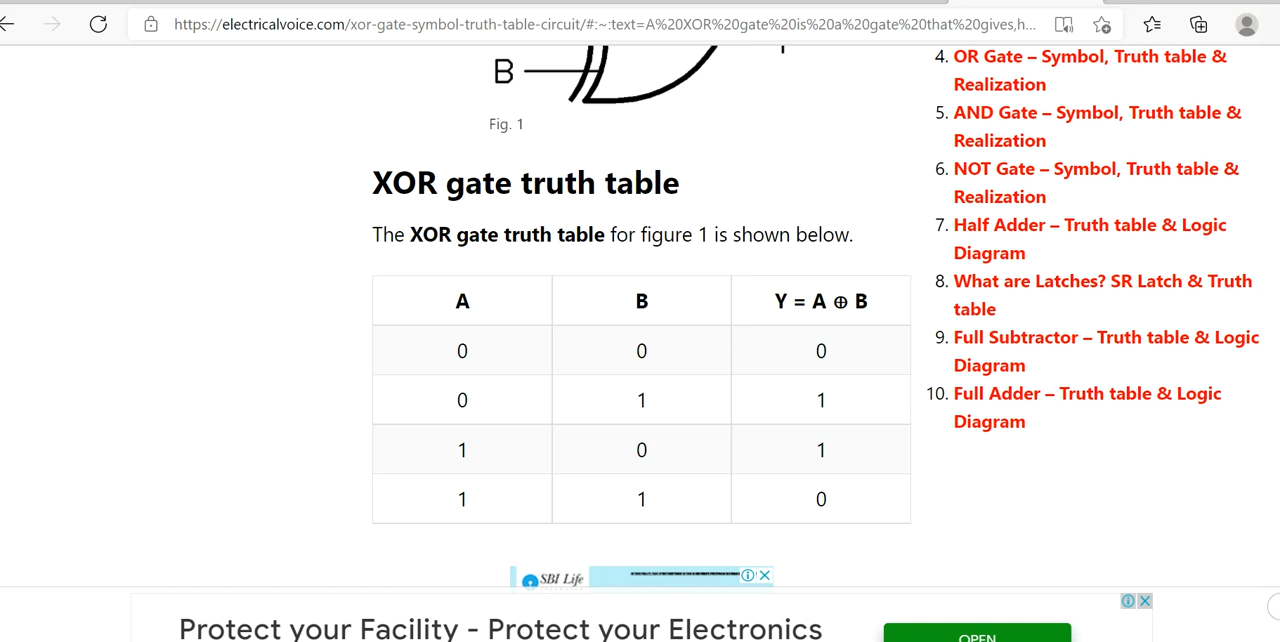 https://electricalvoice.com/xor-gate-symbol-truth-table-circuit/#:~:text=A%20XOR%20gate%20is%20a%20gate%20that%20gives,h...
B
Fig. 1
XOR gate truth table
The XOR gate truth table for figure 1 is shown below.
A B Y = A ⊕ B
0 0 0
0 1 1
1 0 1
1 1 0
4. OR Gate – Symbol, Truth table &
Realization
5. AND Gate – Symbol, Truth table &
Realization
6. NOT Gate – Symbol, Truth table &
Realization
7. Half Adder – Truth table & Logic
Diagram
8. What are Latches? SR Latch & Truth
table
9. Full Subtractor – Truth table & Logic
Diagram
10. Full Adder – Truth table & Logic
Diagram
SBI Life
Protect your Facility - Protect your Electronics
OPEN